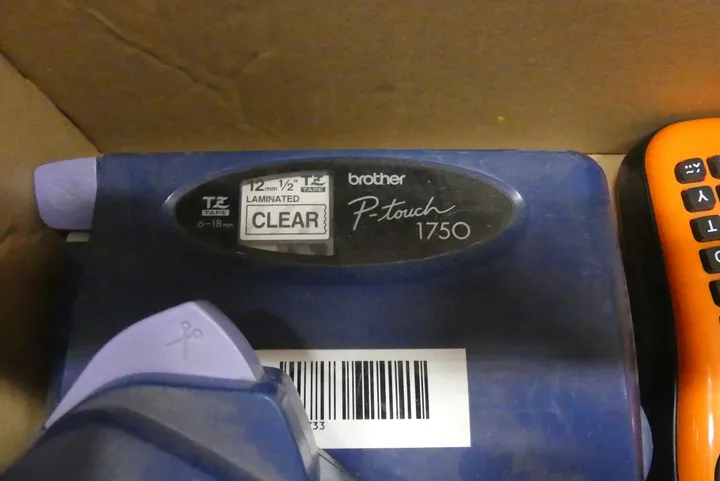 12mm 1/2" TZ TAPE
LAMINATED
CLEAR
TZ
TAPE
6-18mm
brother
P-touch
1750
33
Y
T